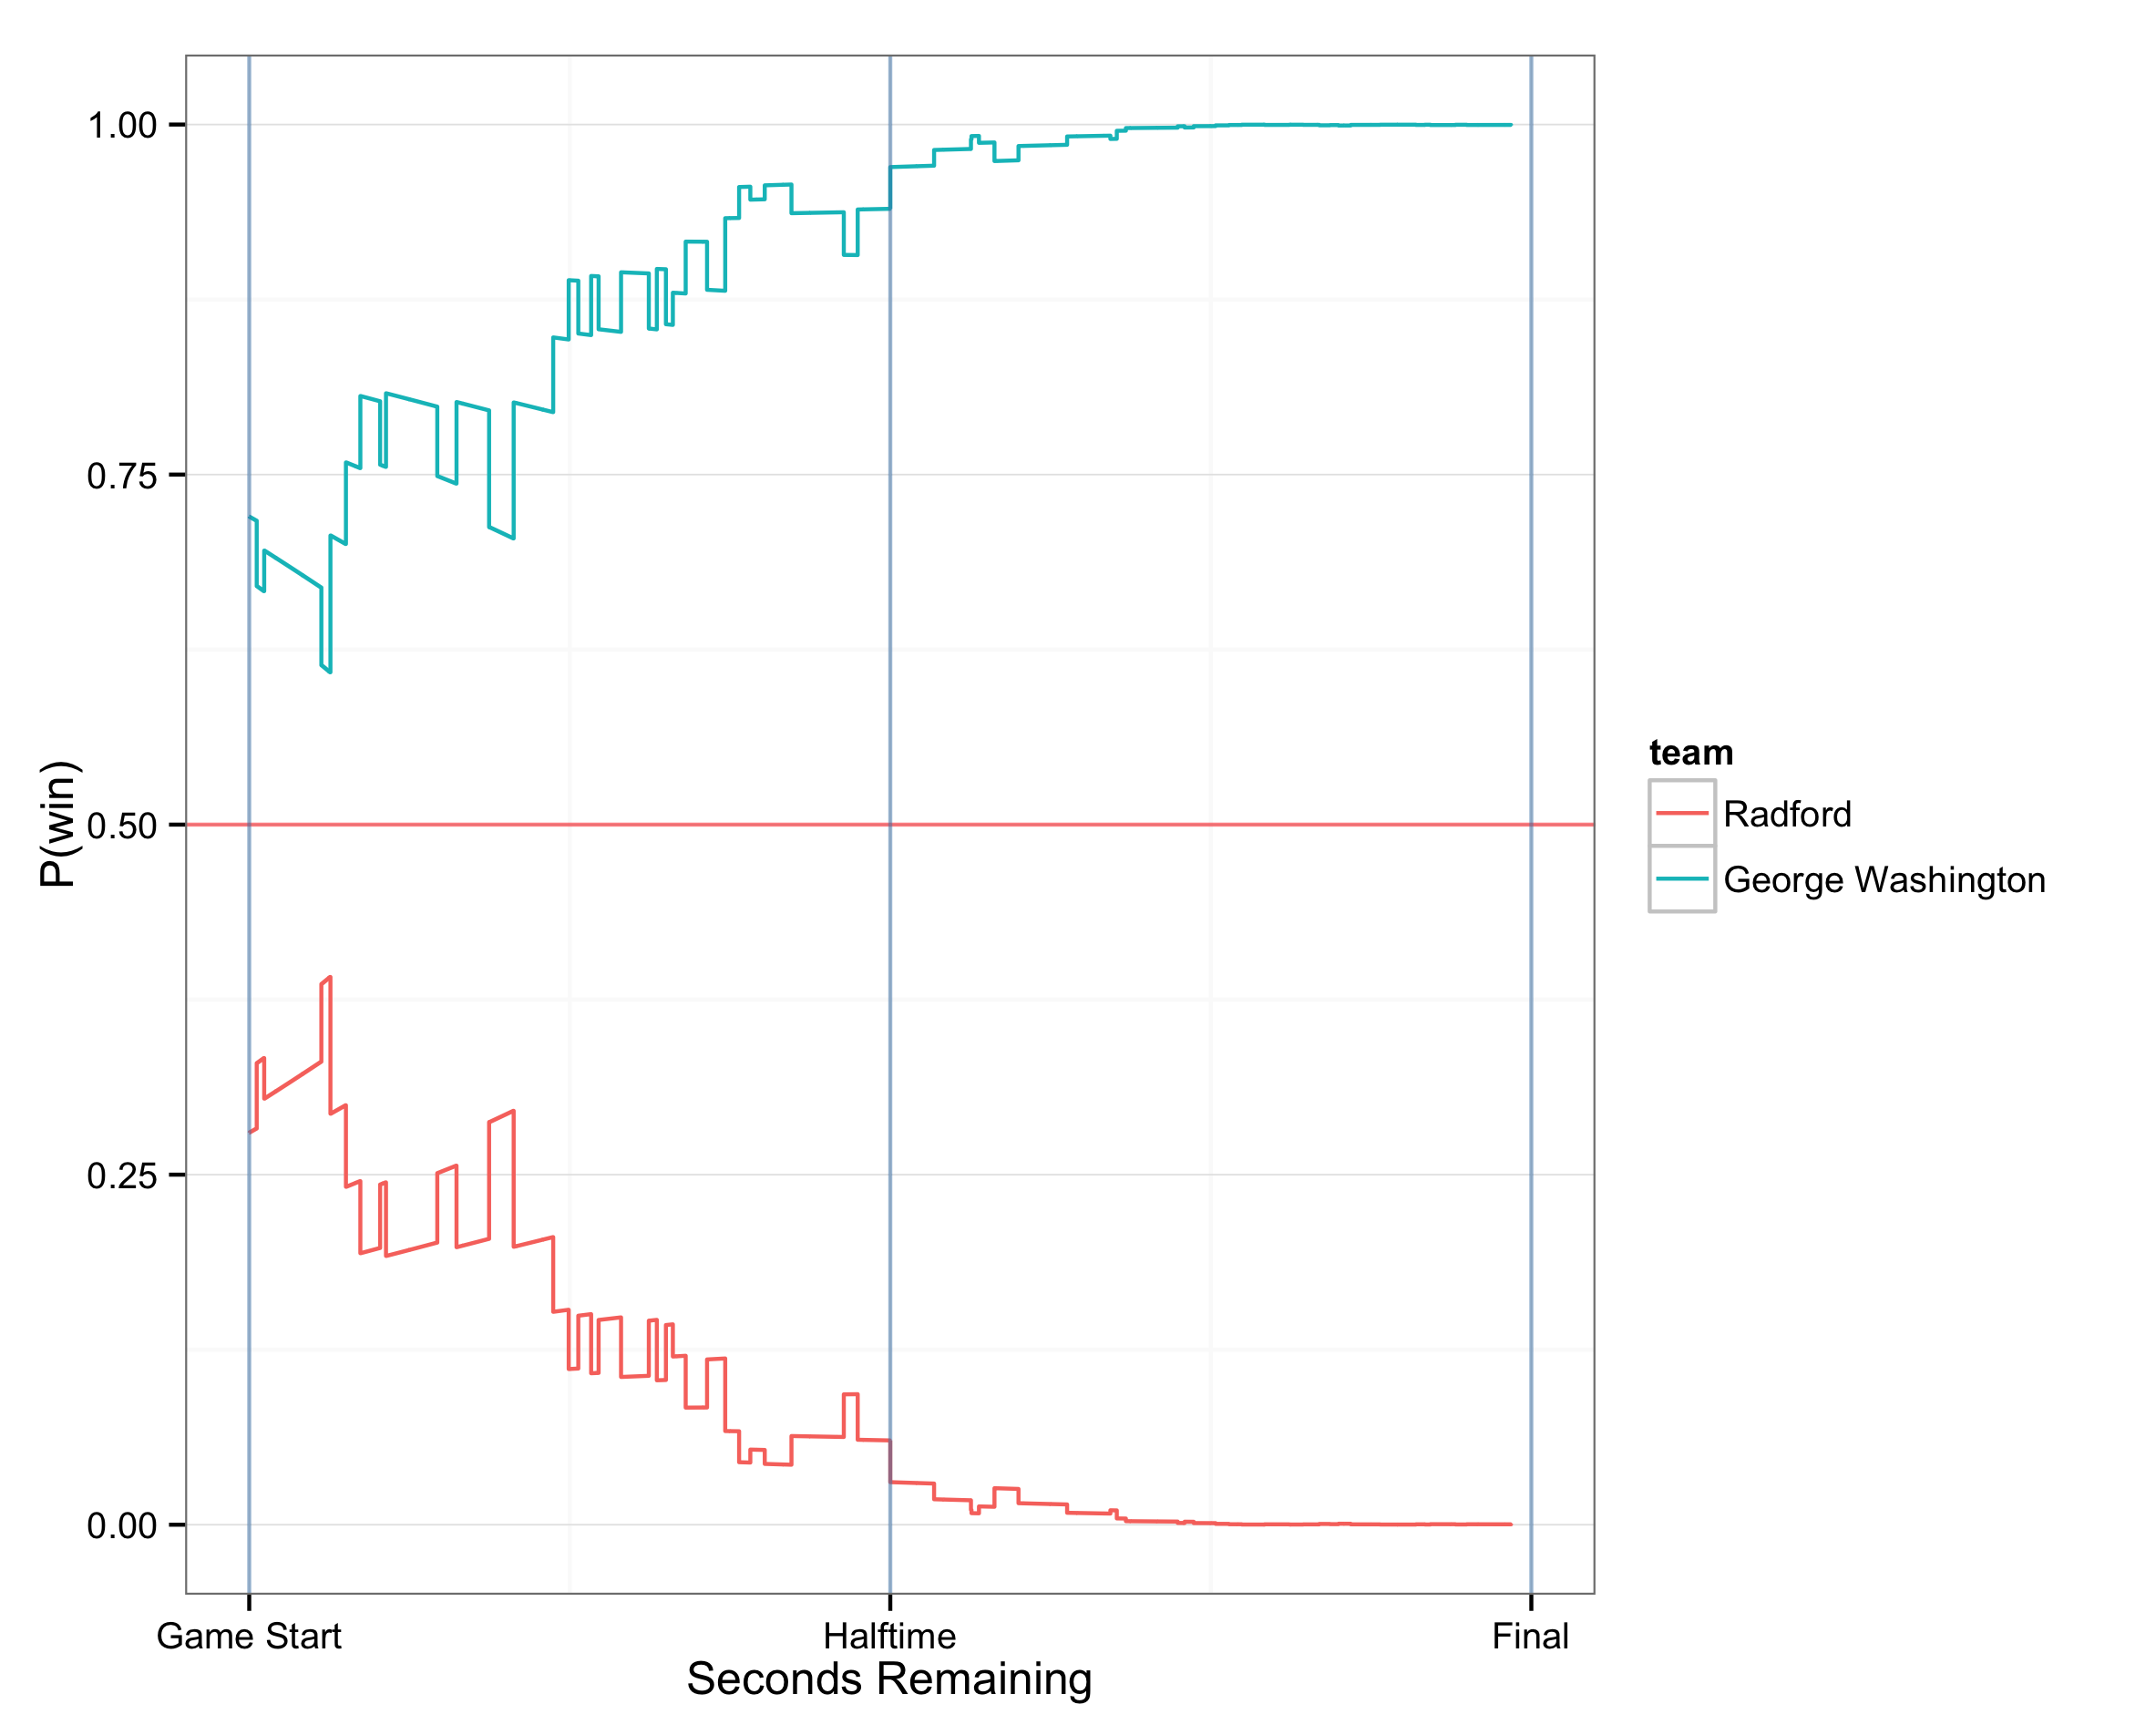 1.00
0.75
0.50
0.25
0.00
P(win)
Game Start
Halftime
Final
Seconds Remaining
team
Radford
George Washington